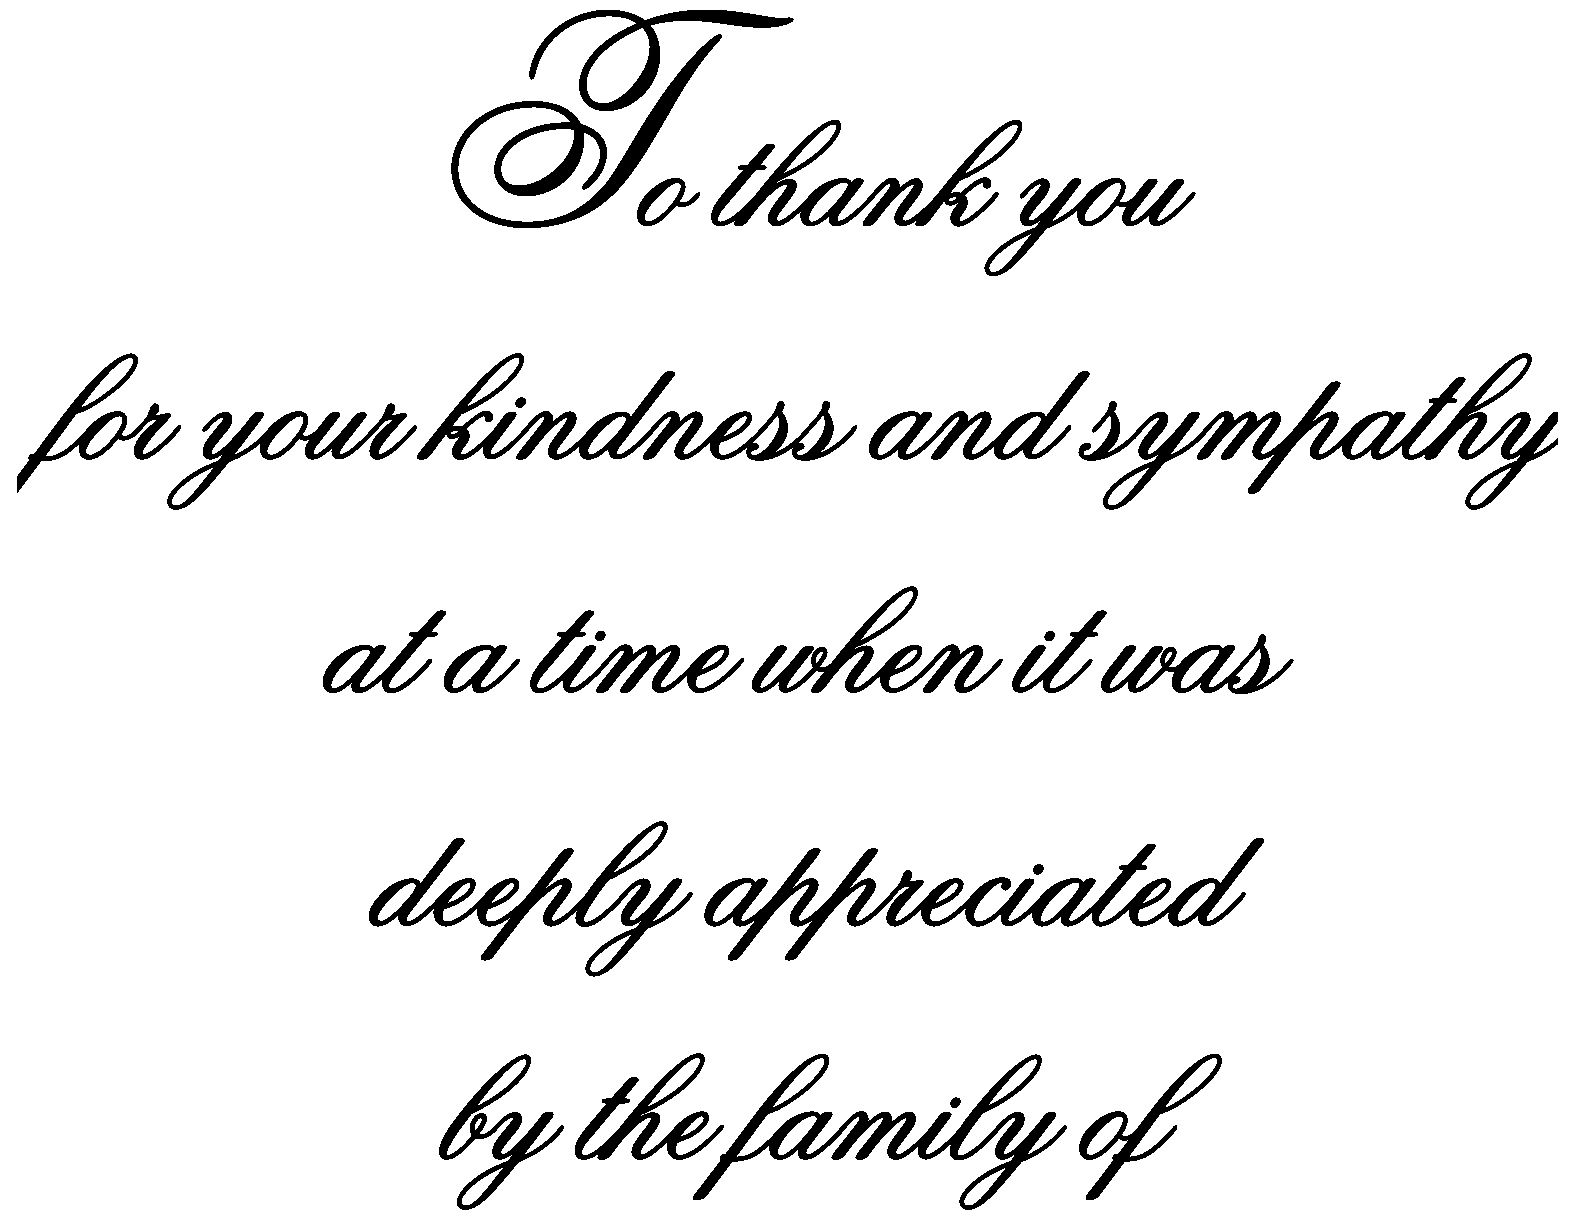 To thank you
for your kindness and sympathy
at a time when it was
deeply appreciated
by the family of